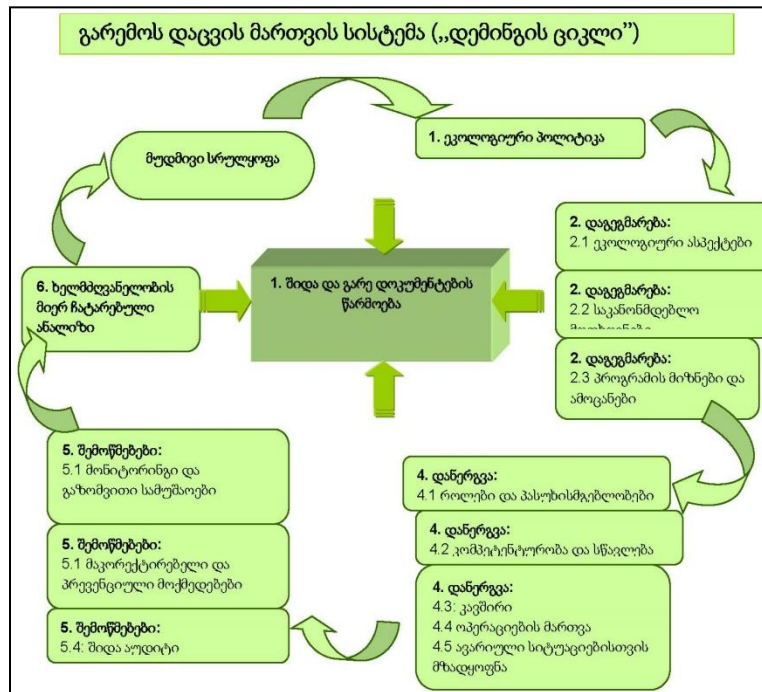 გარემოს დაცვის მართვის სისტემა („დემინგის ციკლი”)
მუდმივი სრულყოფა
1. ეკოლოგიური პოლიტიკა
2. დაგეგმარება:
2.1 ეკოლოგიური ასპექტები
2. დაგეგმარება:
2.2 საკანონმდებლო
2. დაგეგმარება:
2.3 პროგრამის მიზნები და
ამოცანები
4. დანერგვა:
4.1 როლები და პასუხისმგებლობები
4. დანერგვა:
4.2 კომპეტენტურობა და სწავლება
4. დანერგვა:
4.3: კავშირი
4.4 ოპერაციების მართვა
4.5 ავარიული სიტუაციებისთვის
მზადყოფნა
5. შემოწმებები:
5.1 მონიტორინგი და
გაზომვითი სამუშაოები
5. შემოწმებები:
5.1 მაკორექტირებელი და
პრევენციული მოქმედებები
5. შემოწმებები:
5.4: შიდა აუდიტი
6. ხელმძღვანელობის
მიერ ჩატარებული
ანალიზი
1. შიდა და გარე დოკუმენტების
წარმოება